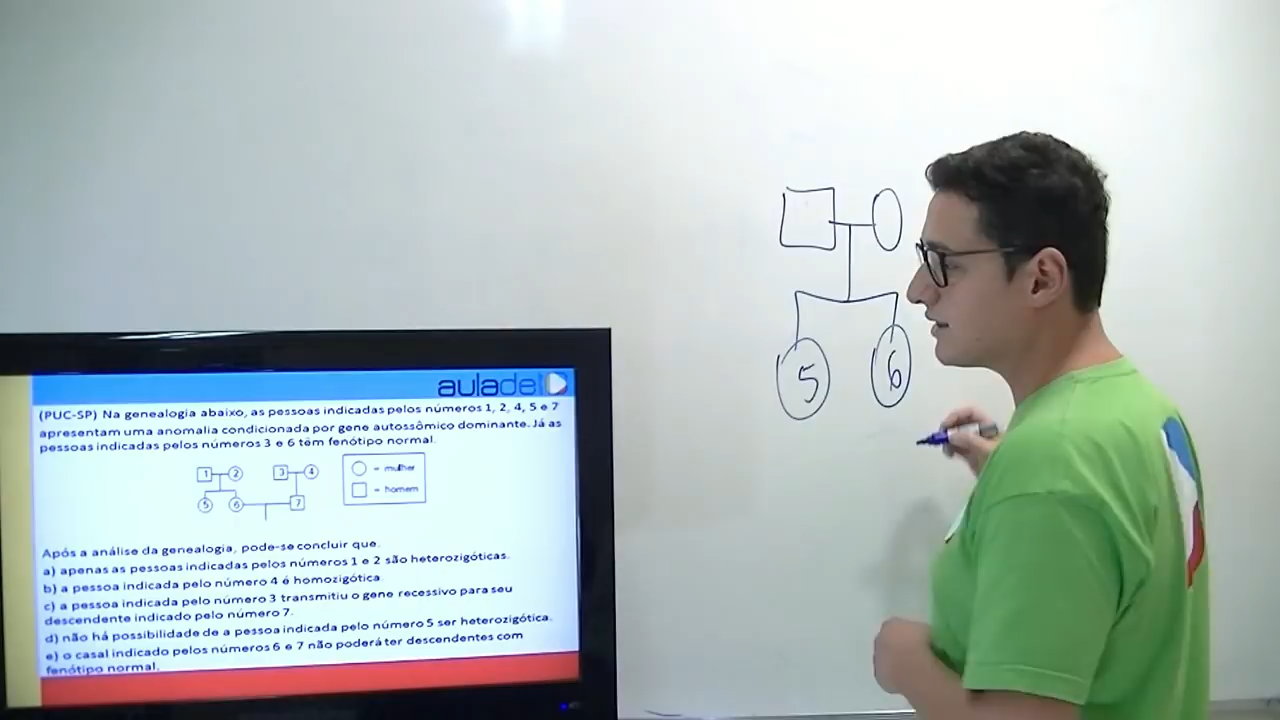 auladeh
(PUC-SP) Na genealogia abaixo, as pessoas indicadas pelos números 1, 2, 4, 5 e 7
apresentam uma anomalia condicionada por gene autossômico dominante. Já as
pessoas indicadas pelos números 3 e 6 têm fenótipo normal.
1 2 3 4 = mulher
5 6 7 = homem
Após a análise da genealogia, pode-se concluir que.
a) apenas as pessoas indicadas pelos números 1 e 2 são heterozigóticas.
b) a pessoa indicada pelo número 4 é homozigótica
c) a pessoa indicada pelo número 3 transmitiu o gene recessivo para seu
descendente indicado pelo número 7.
d) não há possibilidade de a pessoa indicada pelo número 5 ser heterozigótica.
e) o casal indicado pelos números 6 e 7 não poderá ter descendentes com
fenótipo normal.
5 6